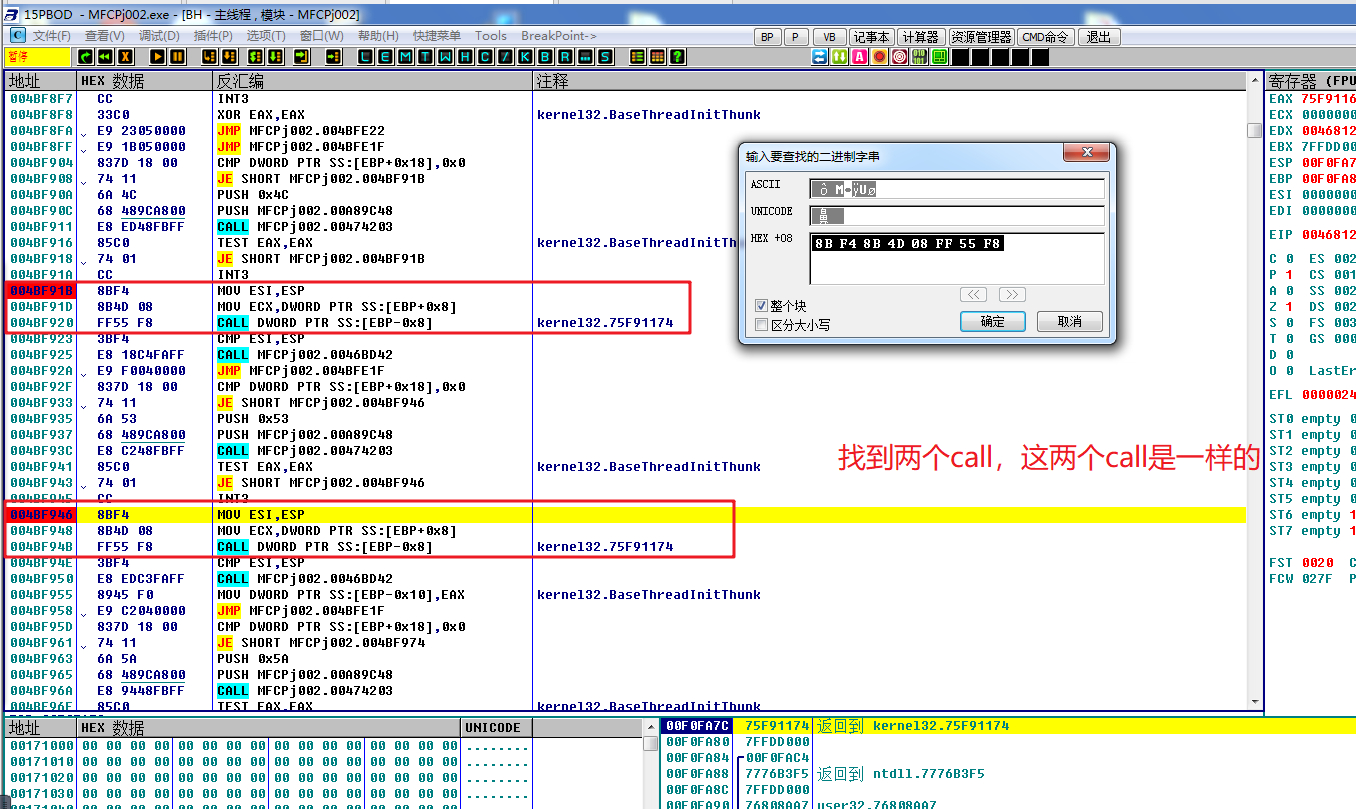 15PBOD - MFCPj002.exe - [BH - 主线程 , 模块 - MFCPj002]
文件(F) 查看(V) 调试(D) 插件(P) 选项(T) 窗口(W) 帮助(H) 快捷菜单 Tools BreakPoint-> BP P VB 记事本 计算器 资源管理器 CMD命令 退出
暂停 L E M T W H C / K B R ... S
地址 HEX 数据 反汇编 注释 寄存器 (FPU
004BF8F7 CC INT3
004BF8F8 33C0 XOR EAX,EAX kernel32.BaseThreadInitThunk
004BF8FA E9 23050000 JMP MFCPj002.004BFE22
004BF8FF E9 1B050000 JMP MFCPj002.004BFE1F
004BF904 837D 18 00 CMP DWORD PTR SS:[EBP+0x18],0x0
004BF908 74 11 JE SHORT MFCPj002.004BF91B
004BF90A 6A 4C PUSH 0x4C
004BF90C 68 489CA800 PUSH MFCPj002.00A89C48
004BF911 E8 ED48FBFF CALL MFCPj002.00474203
004BF916 85C0 TEST EAX,EAX kernel32.BaseThreadInitTh
004BF918 74 01 JE SHORT MFCPj002.004BF91B
004BF91A CC INT3
004BF91B 8BF4 MOV ESI,ESP
004BF91D 8B4D 08 MOV ECX,DWORD PTR SS:[EBP+0x8]
004BF920 FF55 F8 CALL DWORD PTR SS:[EBP-0x8] kernel32.75F91174
004BF923 3BF4 CMP ESI,ESP
004BF925 E8 18C4FAFF CALL MFCPj002.0046BD42
004BF92A E9 F0040000 JMP MFCPj002.004BFE1F
004BF92F 837D 18 00 CMP DWORD PTR SS:[EBP+0x18],0x0
004BF933 74 11 JE SHORT MFCPj002.004BF946
004BF935 6A 53 PUSH 0x53
004BF937 68 489CA800 PUSH MFCPj002.00A89C48
004BF93C E8 C248FBFF CALL MFCPj002.00474203
004BF941 85C0 TEST EAX,EAX kernel32.BaseThreadInitThunk
004BF943 74 01 JE SHORT MFCPj002.004BF946
004BF945 CC INT3
004BF946 8BF4 MOV ESI,ESP
004BF948 8B4D 08 MOV ECX,DWORD PTR SS:[EBP+0x8]
004BF94B FF55 F8 CALL DWORD PTR SS:[EBP-0x8] kernel32.75F91174
004BF94E 3BF4 CMP ESI,ESP
004BF950 E8 EDC3FAFF CALL MFCPj002.0046BD42
004BF955 8945 F0 MOV DWORD PTR SS:[EBP-0x10],EAX kernel32.BaseThreadInitThunk
004BF958 E9 C2040000 JMP MFCPj002.004BFE1F
004BF95D 837D 18 00 CMP DWORD PTR SS:[EBP+0x18],0x0
004BF961 74 11 JE SHORT MFCPj002.004BF974
004BF963 6A 5A PUSH 0x5A
004BF965 68 489CA800 PUSH MFCPj002.00A89C48
004BF96A E8 9448FBFF CALL MFCPj002.00474203
004BF96F 85C0 TEST EAX,EAX kernel32.BaseThreadInitThunk
输入要查找的二进制字串
ASCII
UNICODE
HEX +08 8B F4 8B 4D 08 FF 55 F8
<< >>
整个块
区分大小写
确定 取消
找到两个call，这两个call是一样的
EAX 75F9116
ECX 0000000
EDX 0046812
EBX 7FFDD00
ESP 00F0FA7
EBP 00F0FA8
ESI 0000000
EDI 0000000
EIP 0046812
C 0 ES 002
P 1 CS 001
A 0 SS 002
Z 1 DS 002
S 0 FS 003
T 0 GS 000
D 0
O 0 LastEr
EFL 0000024
ST0 empty 0
ST1 empty 0
ST2 empty 0
ST3 empty 0
ST4 empty 0
ST5 empty 0
ST6 empty 1
ST7 empty 1
FST 0020 C
FCW 027F P
地址 HEX 数据 UNICODE
00171000 00 00 00 00 00 00 00 00 00 00 00 00 00 00 00 00 ........
00171010 00 00 00 00 00 00 00 00 00 00 00 00 00 00 00 00 ........
00171020 00 00 00 00 00 00 00 00 00 00 00 00 00 00 00 00 ........
00171030 00 00 00 00 00 00 00 00 00 00 00 00 00 00 00 00 ........
00F0FA7C 75F91174 返回到 kernel32.75F91174
00F0FA80 7FFDD000
00F0FA84 00F0FAC4
00F0FA88 7776B3F5 返回到 ntdll.7776B3F5
00F0FA8C 7FFDD000
00F0FA90 76808AA7 user32.76808AA7